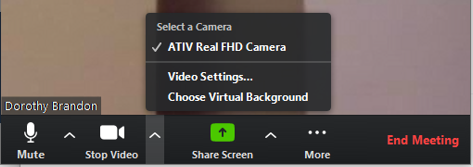 Select a Camera
✓ ATIV Real FHD Camera
Video Settings...
Choose Virtual Background
Dorothy Brandon
Mute
Stop Video
Share Screen
More
End Meeting